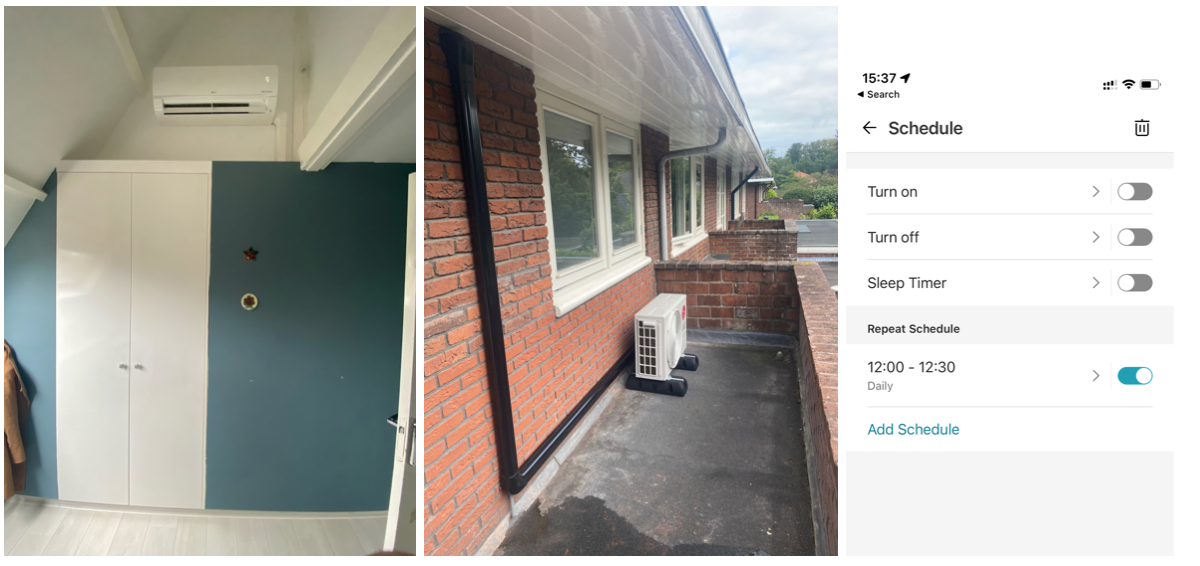 15:37
Search
Schedule
Turn on
Turn off
Sleep Timer
Repeat Schedule
12:00 - 12:30
Daily
Add Schedule